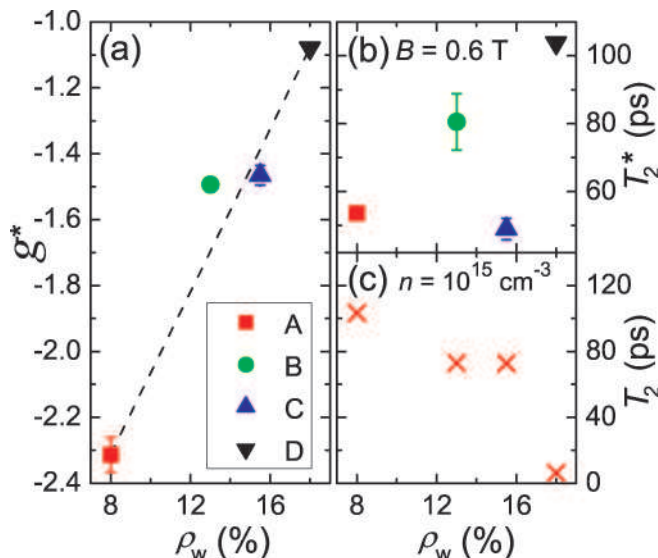 -1.0
-1.2
-1.4
-1.6
-1.8
-2.0
-2.2
-2.4
g*
(a)
A
B
C
D
8 12 16
ρw (%)
(b) B = 0.6 T
100
80
60
T2* (ps)
(c) n = 10^15 cm^-3
120
80
40
0
T2 (ps)
8 12 16
ρw (%)